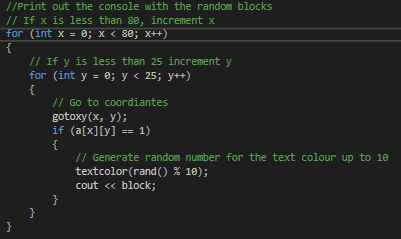 //Print out the console with the random blocks
// If x is less than 80, increment x
for (int x = 0; x < 80; x++)
{
// If y is less than 25 increment y
for (int y = 0; y < 25; y++)
{
// Go to coordiantes
gotoxy(x, y);
if (a[x][y] == 1)
{
// Generate random number for the text colour up to 10
textcolor(rand() % 10);
cout << block;
}
}
}